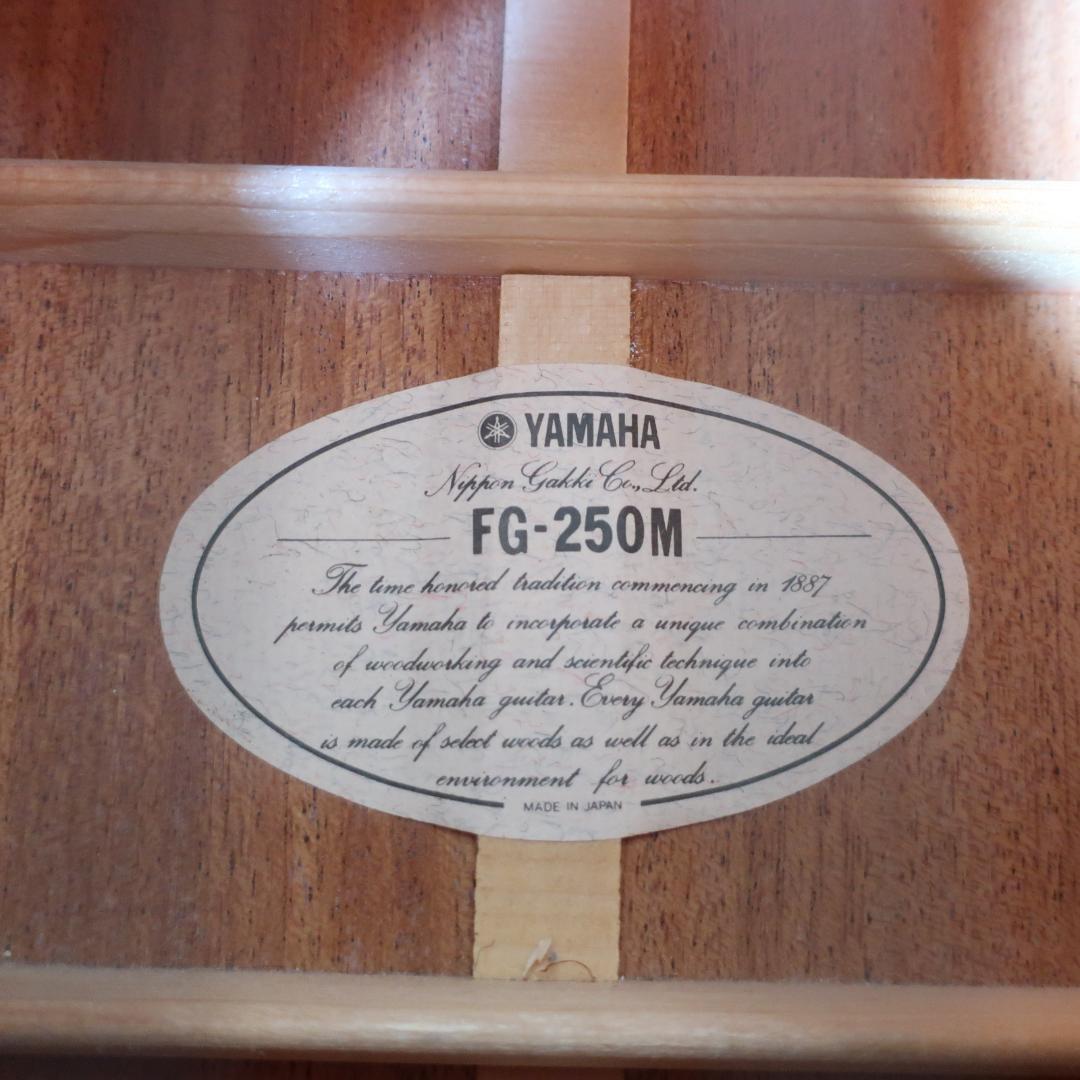 YAMAHA
Nippon Gakki Co., Ltd.
FG-250M
The time honored tradition commencing in 1887
permits Yamaha to incorporate a unique combination
of woodworking and scientific technique into
each Yamaha guitar. Every Yamaha guitar
is made of select woods as well as in the ideal
environment for woods.
MADE IN JAPAN